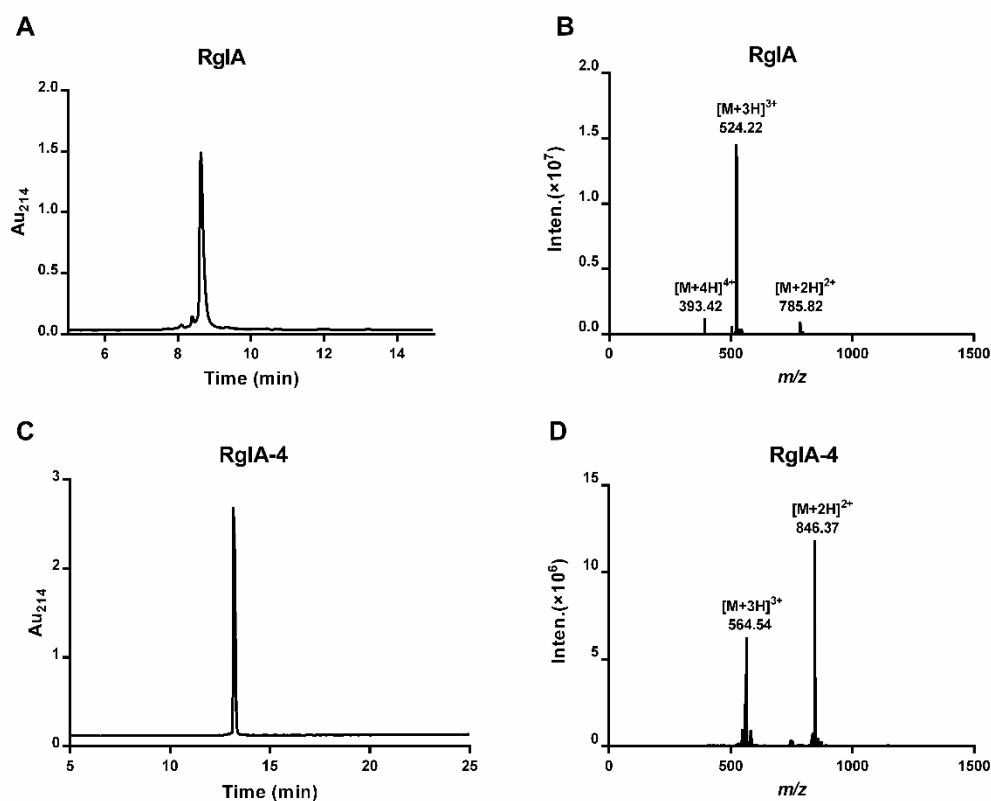 A
RgIA
2.0
1.5
1.0
0.5
0.0
Au214
6 8 10 12 14
Time (min)
B
RgIA
2.0
1.5
1.0
0.5
0.0
Inten.(×10⁷)
[M+3H]³⁺
524.22
[M+4H]⁴⁺
393.42
[M+2H]²⁺
785.82
0 500 1000 1500
m/z
C
RgIA-4
3
2
1
0
Au214
5 10 15 20 25
Time (min)
D
RgIA-4
15
10
5
0
Inten.(×10⁶)
[M+2H]²⁺
846.37
[M+3H]³⁺
564.54
0 500 1000 1500
m/z